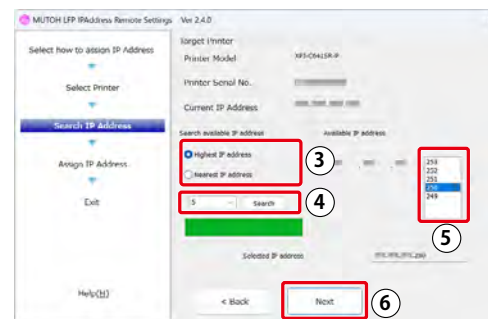 MUTOH LFP IPAddress Remote Settings Ver 2.4.0
Select how to assign IP Address
Select Printer
Search IP Address
Assign IP Address
Exit
Help(H)
Target Printer
Printer Model
Printer Serial No.
Current IP Address
Search available IP address
Available IP address
Highest IP address
Nearest IP address
③
5
Search
④
253
252
251
250
249
⑤
Selected IP address
< Back
Next
⑥